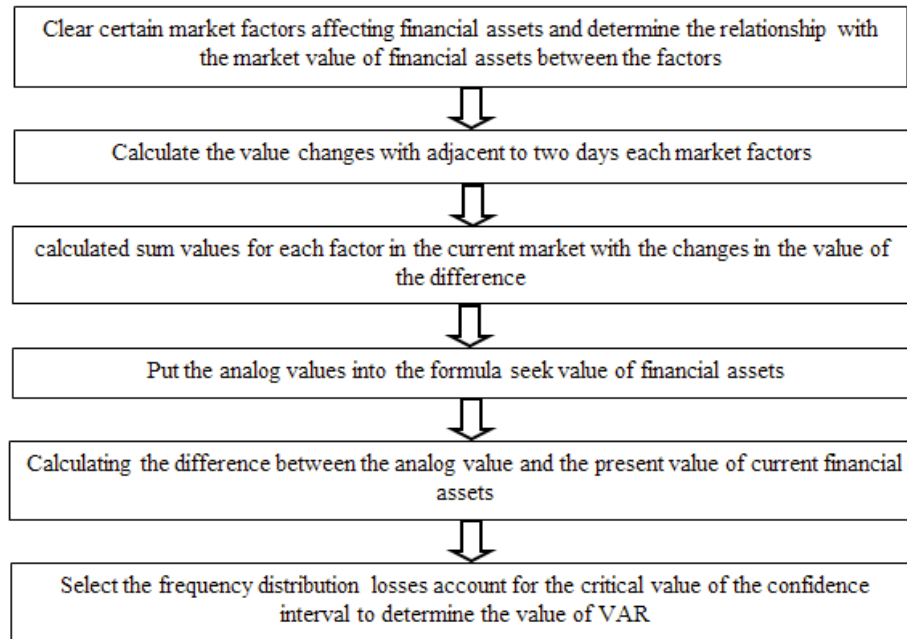 Clear certain market factors affecting financial assets and determine the relationship with
the market value of financial assets between the factors
Calculate the value changes with adjacent to two days each market factors
calculated sum values for each factor in the current market with the changes in the value of
the difference
Put the analog values into the formula seek value of financial assets
Calculating the difference between the analog value and the present value of current financial
assets
Select the frequency distribution losses account for the critical value of the confidence
interval to determine the value of VAR